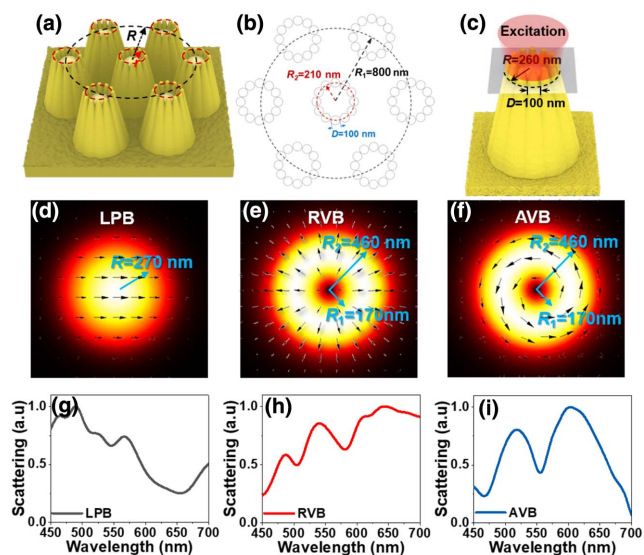 (a)
R
(b)
R₂=210 nm
R₁=800 nm
D=100 nm
(c)
Excitation
R=260 nm
D=100 nm
(d)
LPB
R=270 nm
(e)
RVB
R₂=460 nm
R₁=170nm
(f)
AVB
R₂=460 nm
R₁=170nm
(g)
Scattering (a.u)
1.0
0.5
0.0
LPB
450 500 550 600 650 700
Wavelength (nm)
(h)
Scattering (a.u)
1.0
0.5
0.0
RVB
450 500 550 600 650 700
Wavelength (nm)
(i)
Scattering (a.u)
1.0
0.5
0.0
AVB
450 500 550 600 650 700
Wavelength (nm)